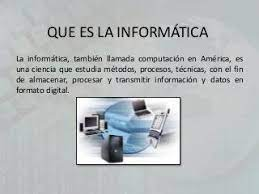 QUE ES LA INFORMÁTICA
La informática, también llamada computación en América, es
una ciencia que estudia métodos, procesos, técnicas, con el fin
de almacenar, procesar y transmitir información y datos en
formato digital.